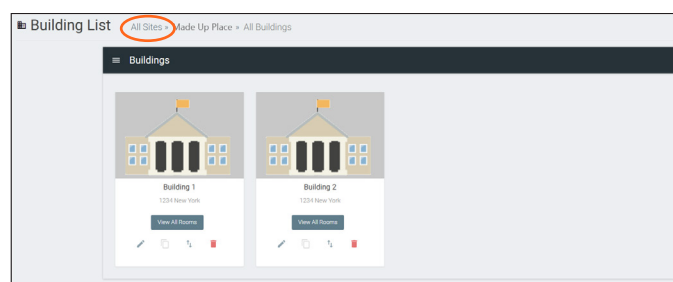 Building List All Sites » Made Up Place » All Buildings
Buildings
Building 1 Building 2
1234 New York 1234 New York
View All Rooms View All Rooms